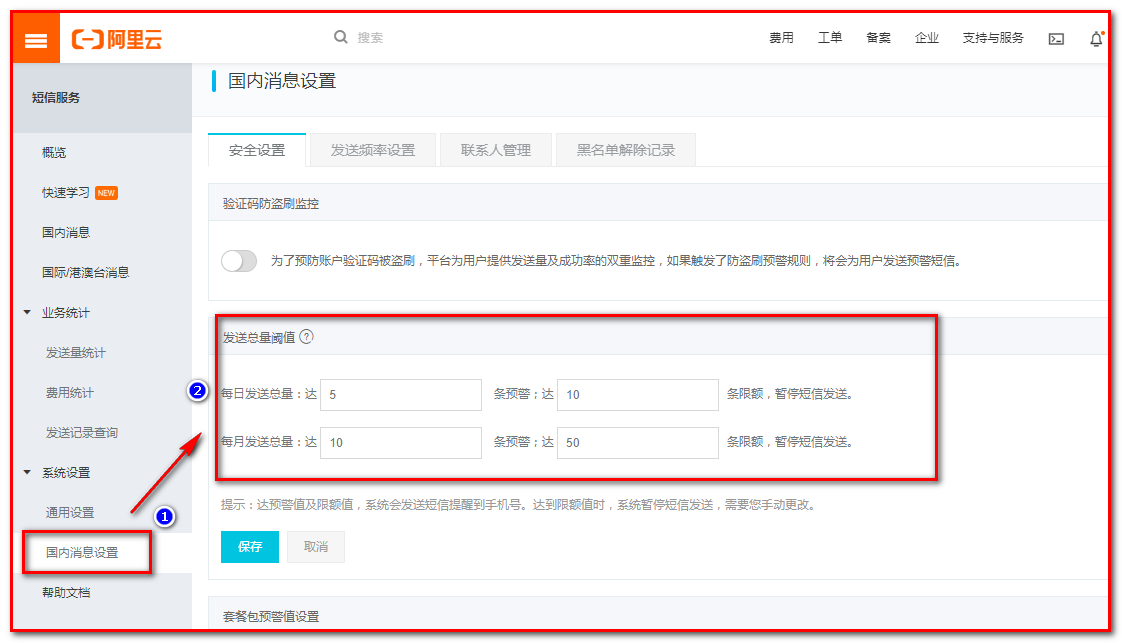 阿里云
搜索
费用 工单 备案 企业 支持与服务
短信服务
概览
快速学习 NEW
国内消息
国际/港澳台消息
业务统计
发送量统计
费用统计
发送记录查询
系统设置
通用设置
国内消息设置
帮助文档
国内消息设置
安全设置 发送频率设置 联系人管理 黑名单解除记录
验证码防盗刷监控
为了预防账户验证码被盗刷，平台为用户提供发送量及成功率的双重监控，如果触发了防盗刷预警规则，将会为用户发送预警短信。
发送总量阈值 ?
2
每日发送总量：达 5 条预警；达 10 条限额，暂停短信发送。
每月发送总量：达 10 条预警；达 50 条限额，暂停短信发送。
1
提示：达预警值及限额值，系统会发送短信提醒到手机号。达到限额值时，系统暂停短信发送，需要您手动更改。
保存 取消
套餐包预警值设置